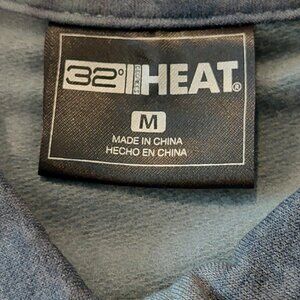 32° HEAT®
M
MADE IN CHINA
HECHO EN CHINA